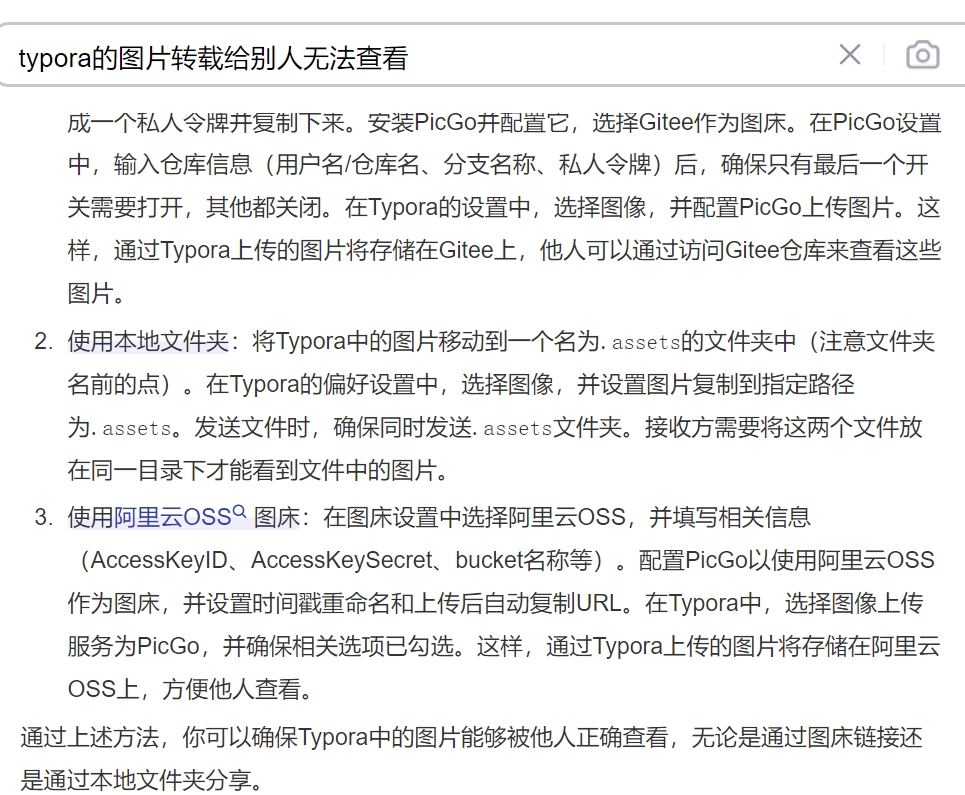 typora的图片转载给别人无法查看
成一个私人令牌并复制下来。安装PicGo并配置它，选择Gitee作为图床。在PicGo设置
中，输入仓库信息（用户名/仓库名、分支名称、私人令牌）后，确保只有最后一个开
关需要打开，其他都关闭。在Typora的设置中，选择图像，并配置PicGo上传图片。这
样，通过Typora上传的图片将存储在Gitee上，他人可以通过访问Gitee仓库来查看这些
图片。
2. 使用本地文件夹：将Typora中的图片移动到一个名为.assets的文件夹中（注意文件夹
名前的点）。在Typora的偏好设置中，选择图像，并设置图片复制到指定路径
为.assets。发送文件时，确保同时发送.assets文件夹。接收方需要将这两个文件放
在同一目录下才能看到文件中的图片。
3. 使用阿里云OSS 图床：在图床设置中选择阿里云OSS，并填写相关信息
（AccessKeyID、AccessKeySecret、bucket名称等）。配置PicGo以使用阿里云OSS
作为图床，并设置时间戳重命名和上传后自动复制URL。在Typora中，选择图像上传
服务为PicGo，并确保相关选项已勾选。这样，通过Typora上传的图片将存储在阿里云
OSS上，方便他人查看。
通过上述方法，你可以确保Typora中的图片能够被他人正确查看，无论是通过图床链接还
是通过本地文件夹分享。